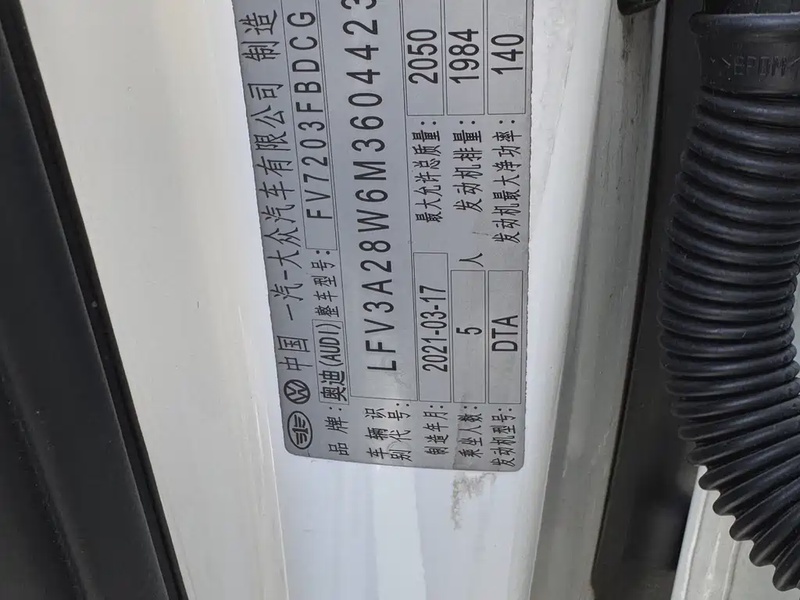 中国 一汽-大众汽车有限公司 制造
品 牌: 奥迪(AUDI) 整车型号: FV7203FBDCG
车辆识别代号: LFV3A28W6M3604423
制造年月: 2021-03-17 最大允许总质量: 2050
乘坐人数: 5 人 发动机排量: 1984
发动机型号: DTA 发动机最大净功率: 140
>EPDM<